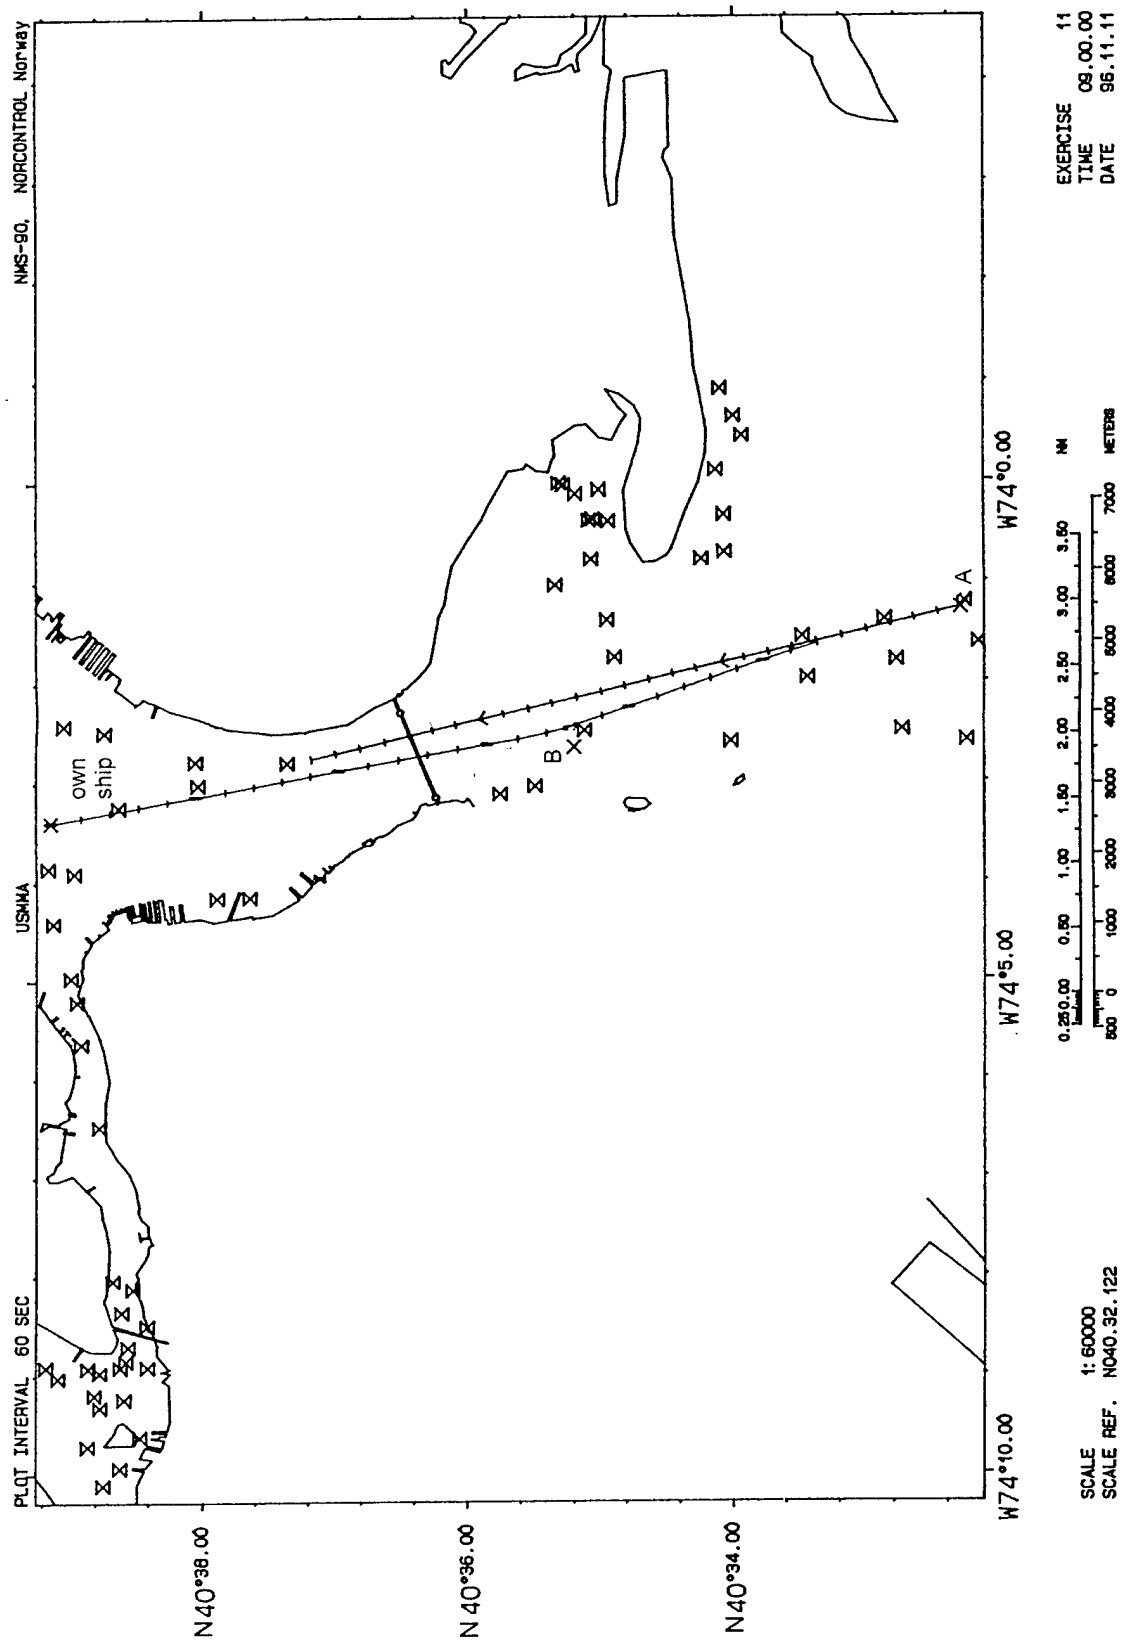 PLOT INTERVAL 60 SEC
USMMA
NMS-90, NORCONTROL Norway
own
ship
B
A
N40°38.00
N40°36.00
N40°34.00
W74°10.00
W74°5.00
W74°0.00
SCALE 1:60000
SCALE REF. N040.32.122
0.25 0.00 0.50 1.00 1.50 2.00 2.50 3.00 3.50 NM
500 0 1000 2000 3000 4000 5000 6000 7000 METERS
EXERCISE 11
TIME 09.00.00
DATE 96.11.11